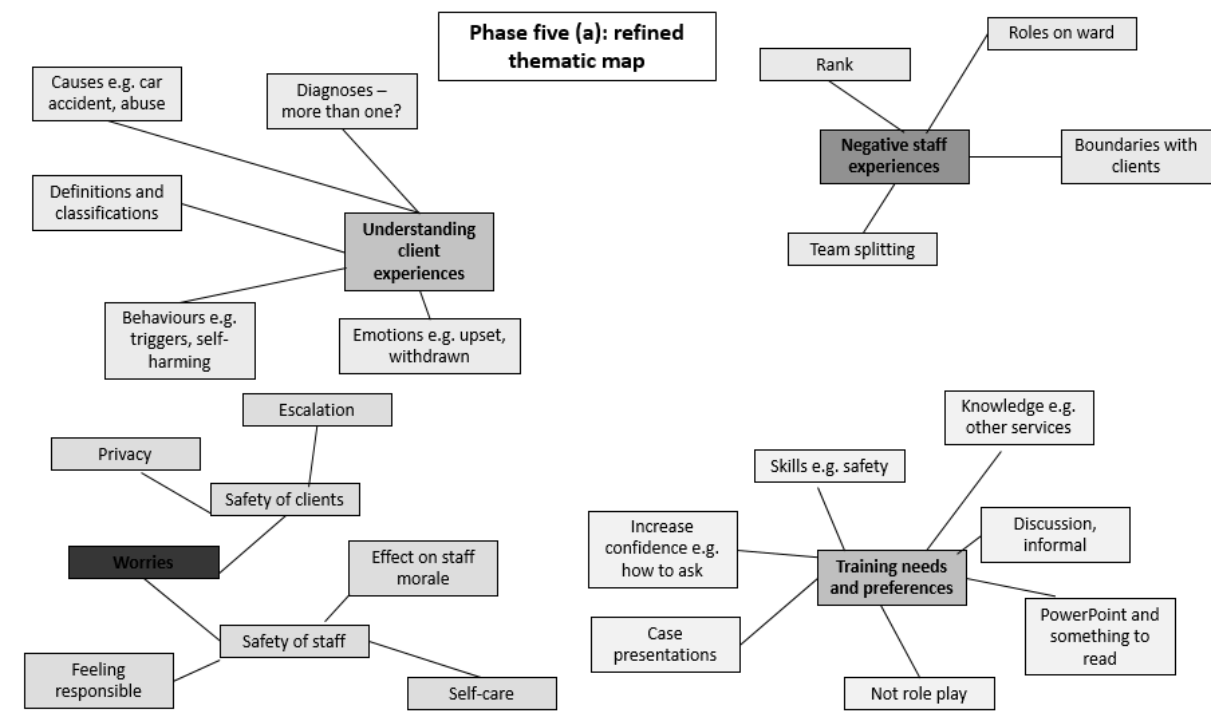 Phase five (a): refined
thematic map
Roles on ward
Rank
Negative staff
experiences
Boundaries with
clients
Team splitting
Causes e.g. car
accident, abuse
Diagnoses –
more than one?
Definitions and
classifications
Understanding
client
experiences
Behaviours e.g.
triggers, self-
harming
Emotions e.g. upset,
withdrawn
Escalation
Privacy
Safety of clients
Worries
Effect on staff
morale
Safety of staff
Feeling
responsible
Self-care
Knowledge e.g.
other services
Skills e.g. safety
Increase
confidence e.g.
how to ask
Discussion,
informal
Training needs
and preferences
Case
presentations
PowerPoint and
something to
read
Not role play